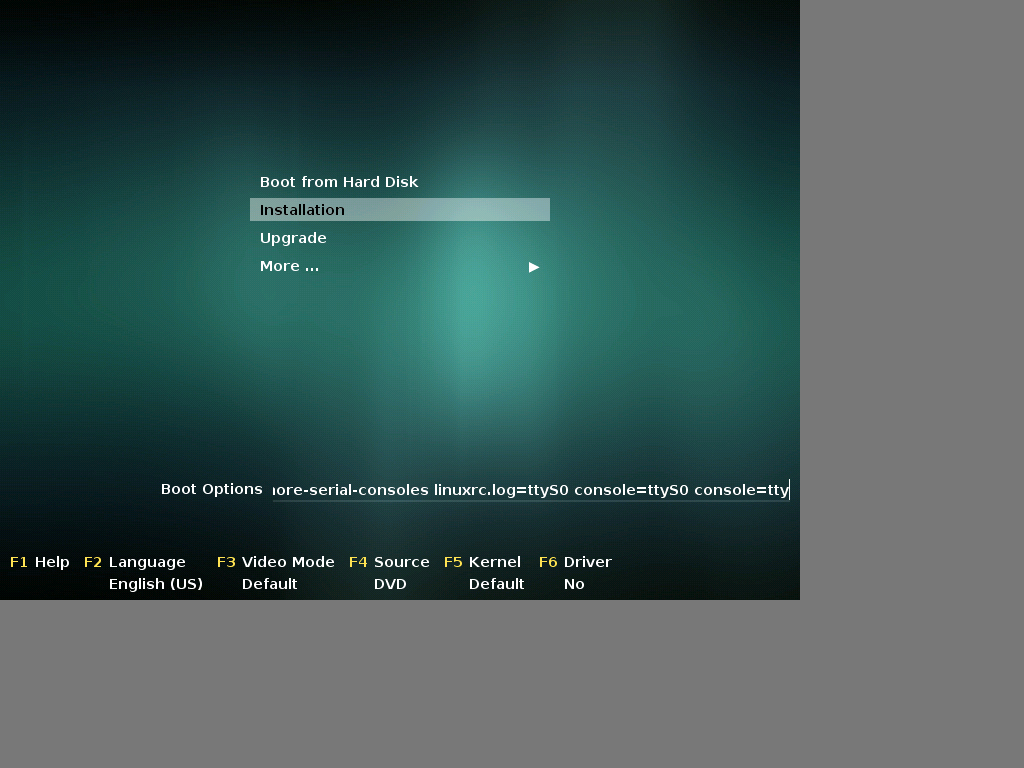 Boot from Hard Disk
Installation
Upgrade
More ...
Boot Options ore-serial-consoles linuxrc.log=ttyS0 console=ttyS0 console=tty
F1 Help F2 Language F3 Video Mode F4 Source F5 Kernel F6 Driver
English (US) Default DVD Default No